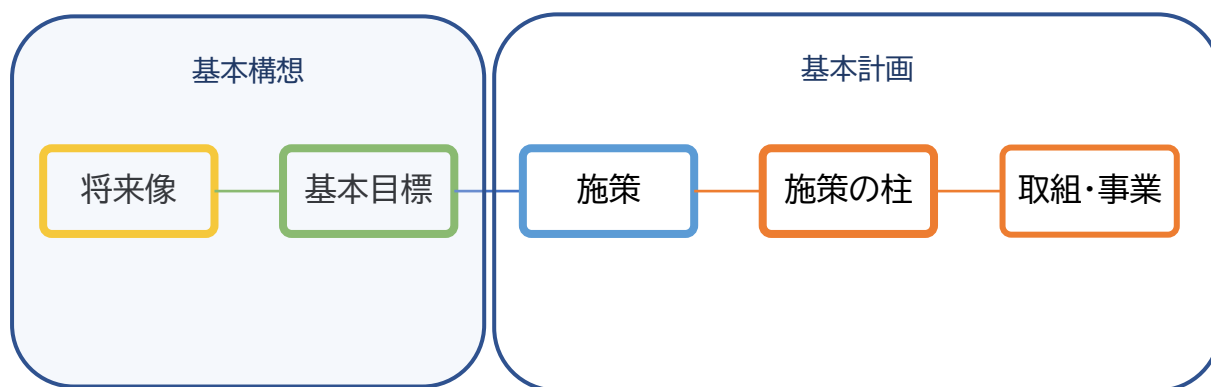 基本構想
基本計画
将来像
基本目標
施策
施策の柱
取組・事業